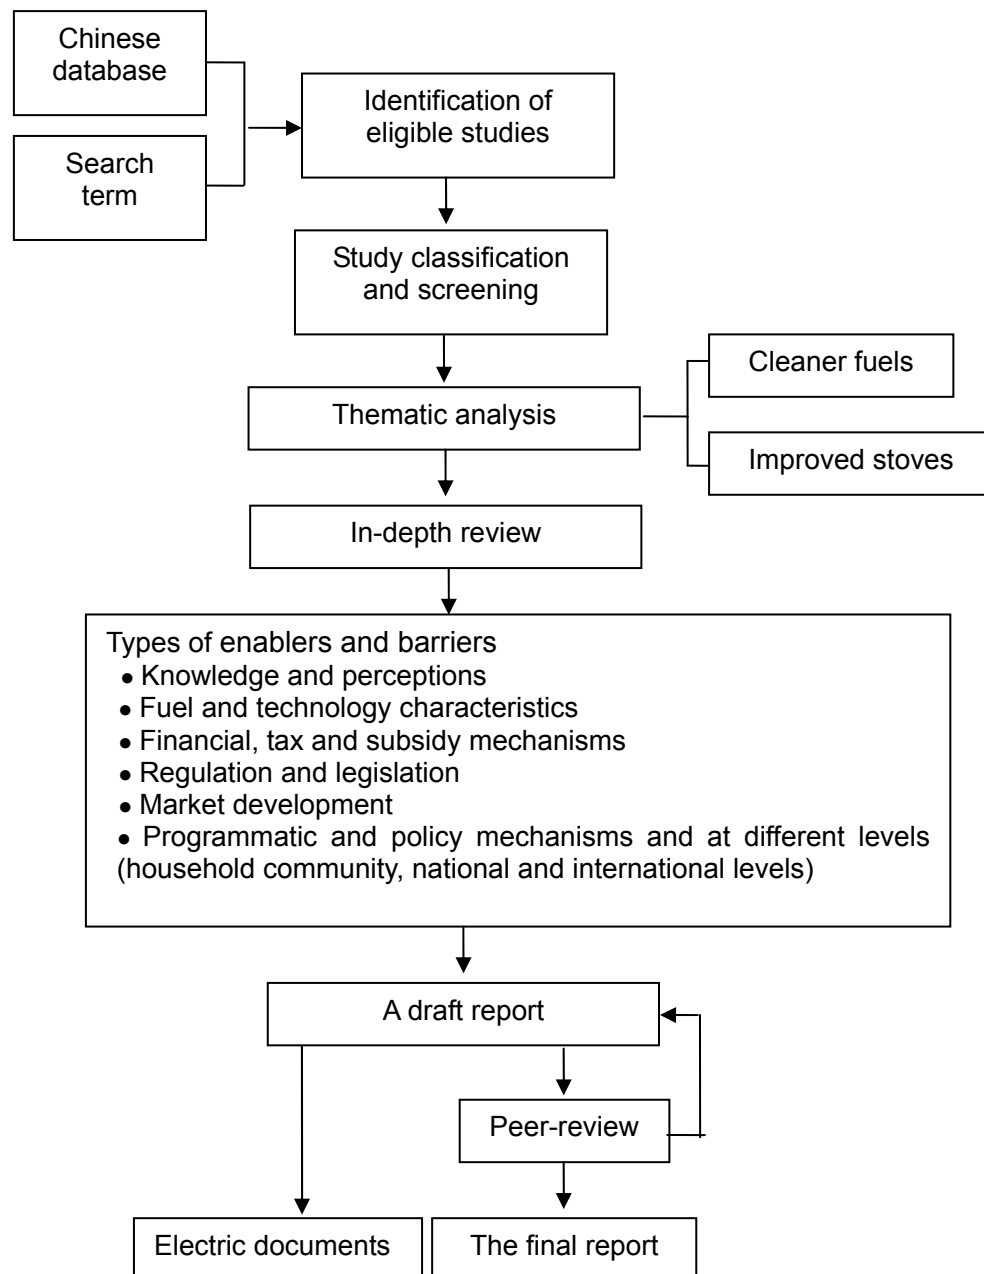 Chinese
database
Search
term
Identification of
eligible studies
Study classification
and screening
Thematic analysis
Cleaner fuels
Improved stoves
In-depth review
Types of enablers and barriers
● Knowledge and perceptions
● Fuel and technology characteristics
● Financial, tax and subsidy mechanisms
● Regulation and legislation
● Market development
● Programmatic and policy mechanisms and at different levels
(household community, national and international levels)
A draft report
Peer-review
Electric documents
The final report